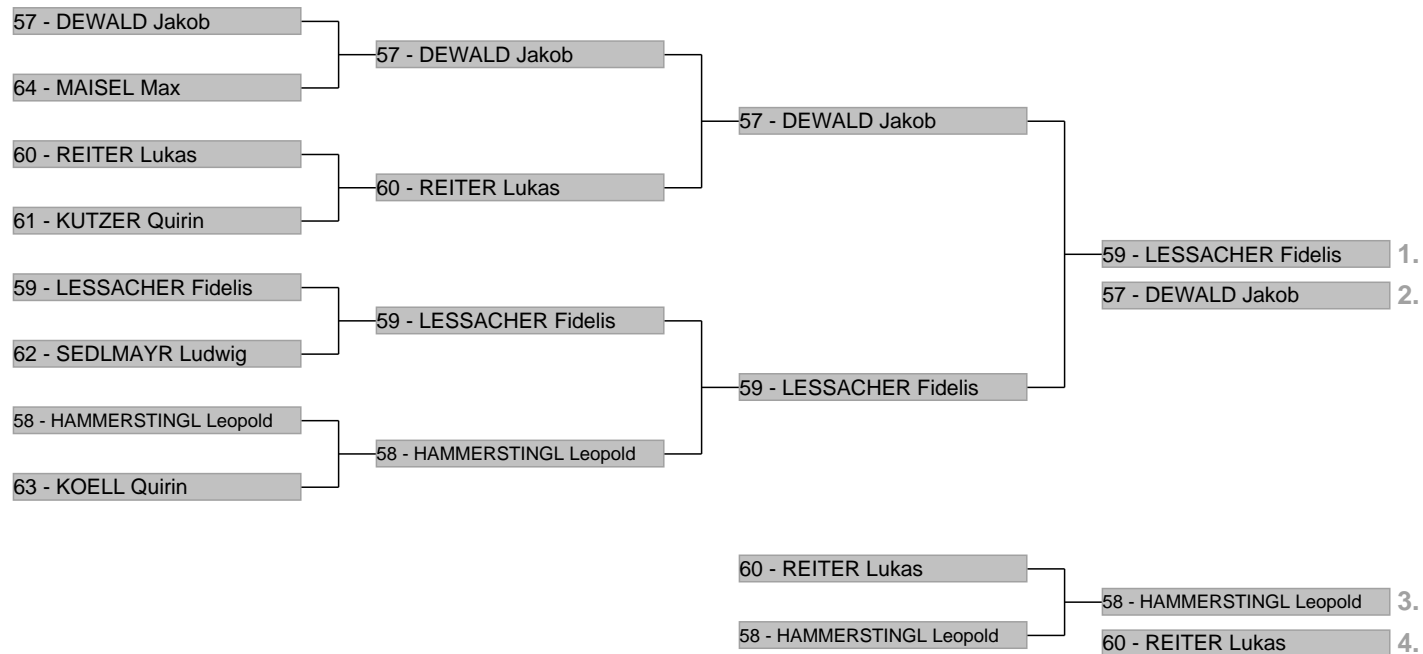 57 - DEWALD Jakob
64 - MAISEL Max
60 - REITER Lukas
61 - KUTZER Quirin
59 - LESSACHER Fidelis
62 - SEDLMAYR Ludwig
58 - HAMMERSTINGL Leopold
63 - KOELL Quirin
57 - DEWALD Jakob
60 - REITER Lukas
59 - LESSACHER Fidelis
58 - HAMMERSTINGL Leopold
57 - DEWALD Jakob
59 - LESSACHER Fidelis
59 - LESSACHER Fidelis 1.
57 - DEWALD Jakob 2.
60 - REITER Lukas
58 - HAMMERSTINGL Leopold
58 - HAMMERSTINGL Leopold 3.
60 - REITER Lukas 4.